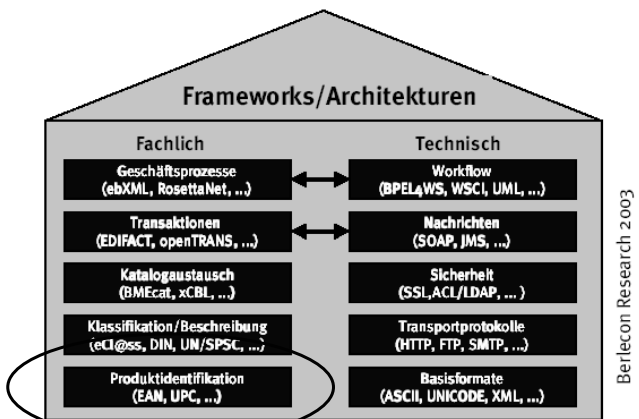 Frameworks/Architekturen
Fachlich
Geschäftsprozesse
(ebXML, RosettaNet, ...)
Transaktionen
(EDIFACT, openTRANS, ...)
Katalogaustausch
(BMEcat, xCBL, ...)
Klassifikation/Beschreibung
(eCl@ss, DIN, UN/SPSC, ...)
Produktidentifikation
(EAN, UPC, ...)
Technisch
Workflow
(BPEL4WS, WSCI, UML, ...)
Nachrichten
(SOAP, JMS, ...)
Sicherheit
(SSL,ACL/LDAP, ... )
Transportprotokolle
(HTTP, FTP, SMTP, ...)
Basisformate
(ASCII, UNICODE, XML, ...)
Berlecon Research 2003